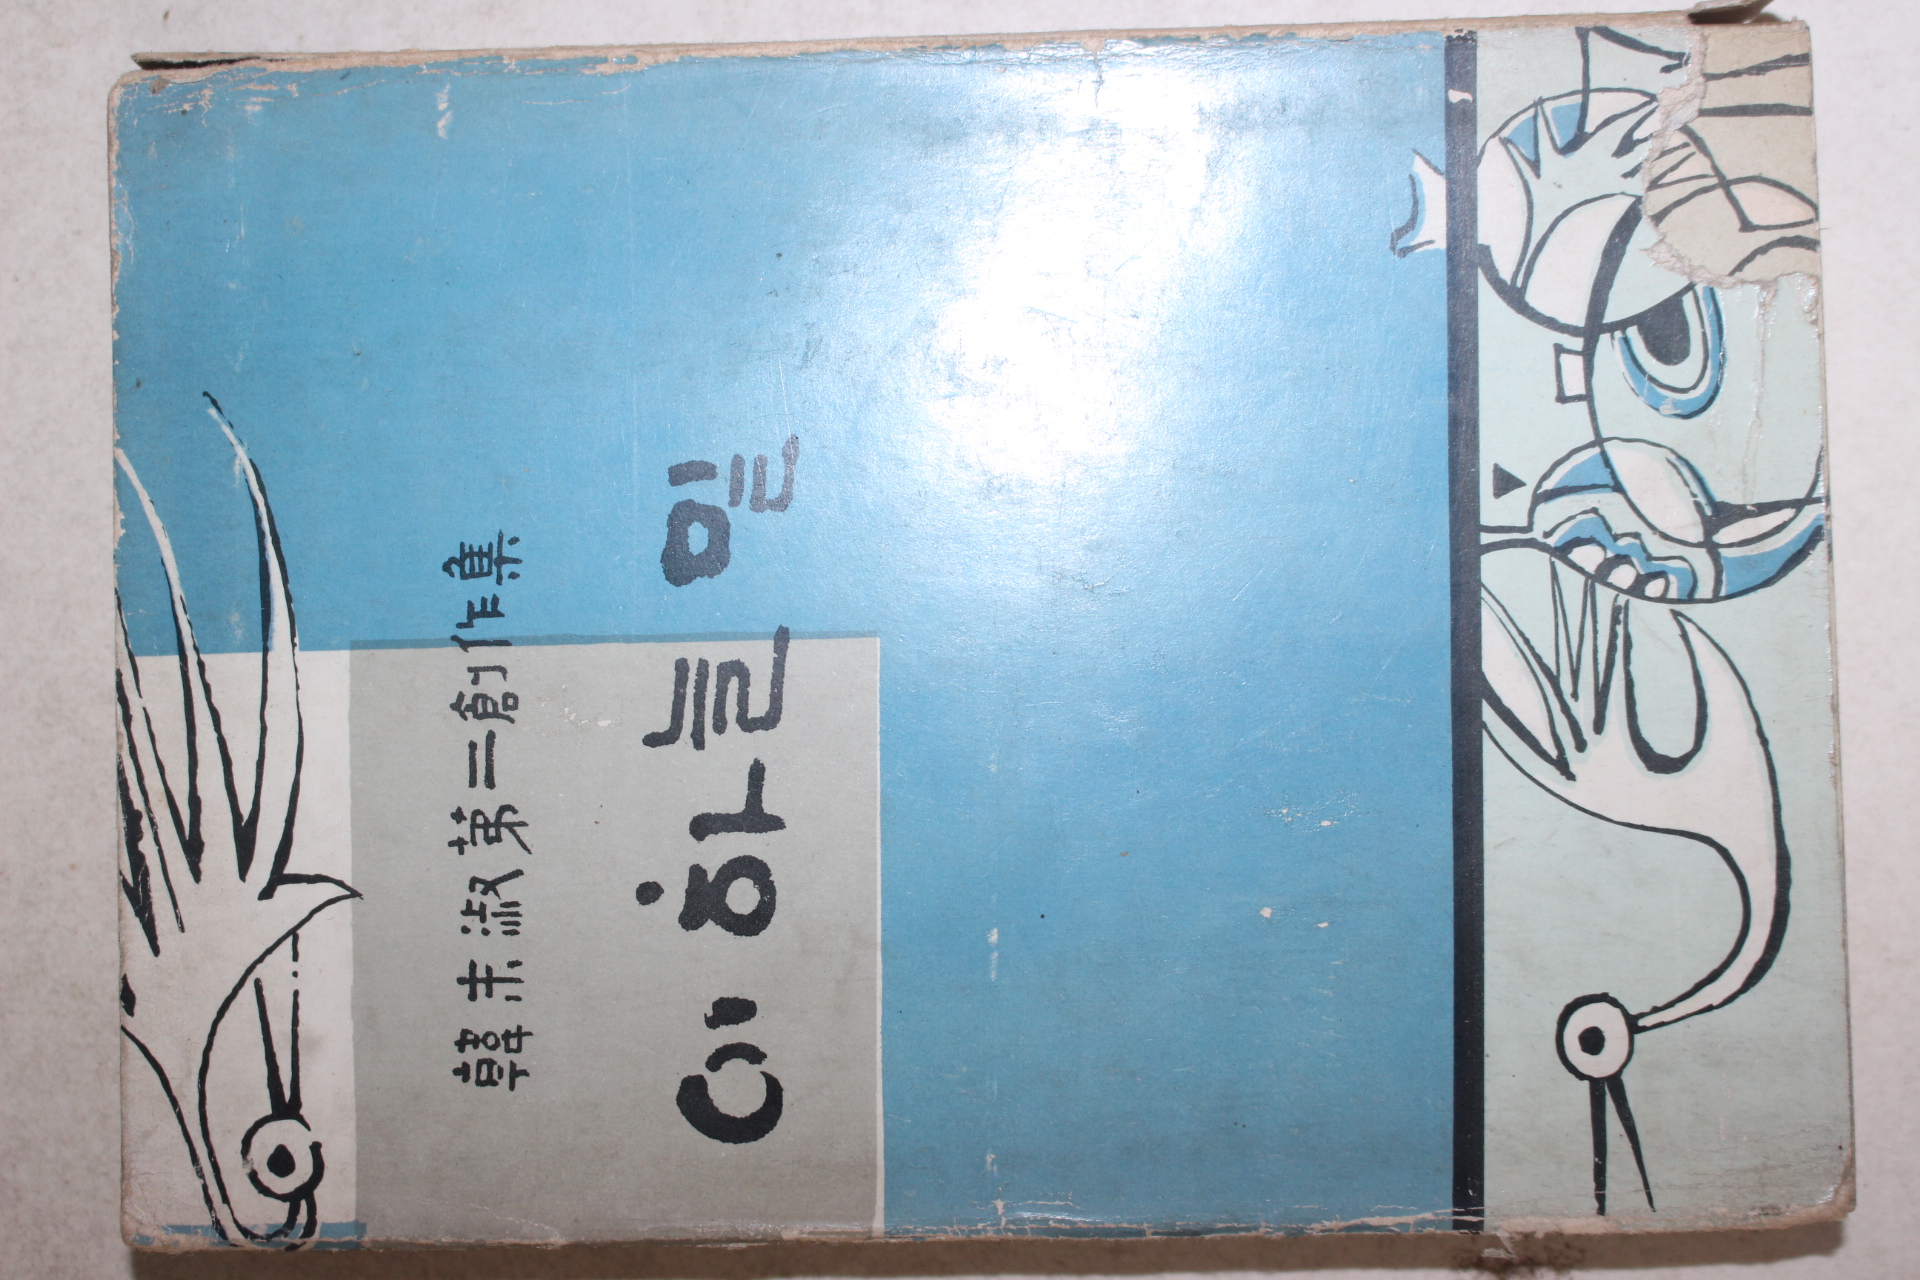 韓末淑第二創作集
이 하늘 밑